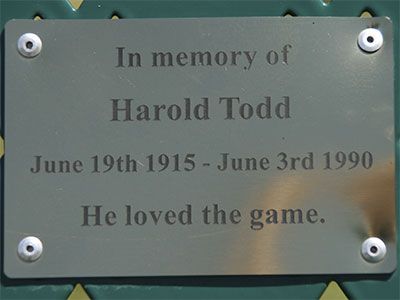 In memory of
Harold Todd
June 19th 1915 - June 3rd 1990
He loved the game.